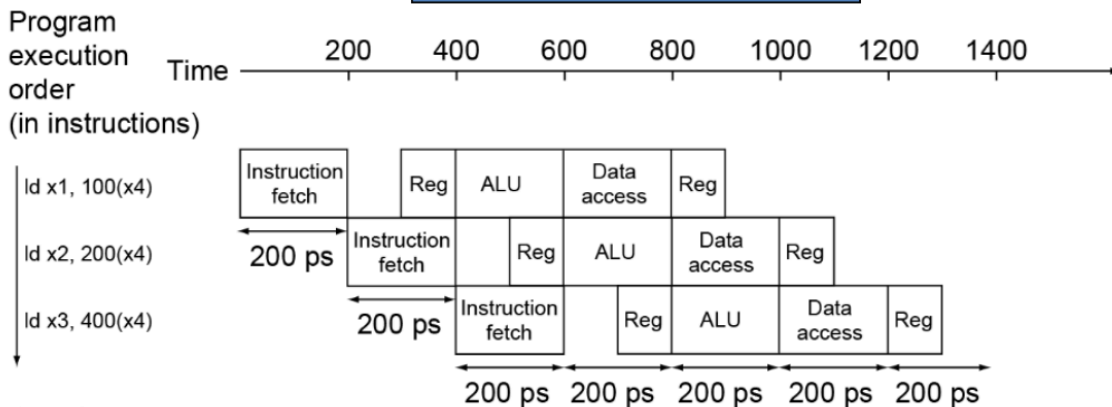 Program
execution
order
(in instructions)
Time
200 400 600 800 1000 1200 1400
ld x1, 100(x4)
Instruction
fetch
Reg
ALU
Data
access
Reg
200 ps
ld x2, 200(x4)
Instruction
fetch
Reg
ALU
Data
access
Reg
200 ps
ld x3, 400(x4)
Instruction
fetch
Reg
ALU
Data
access
Reg
200 ps 200 ps 200 ps 200 ps 200 ps